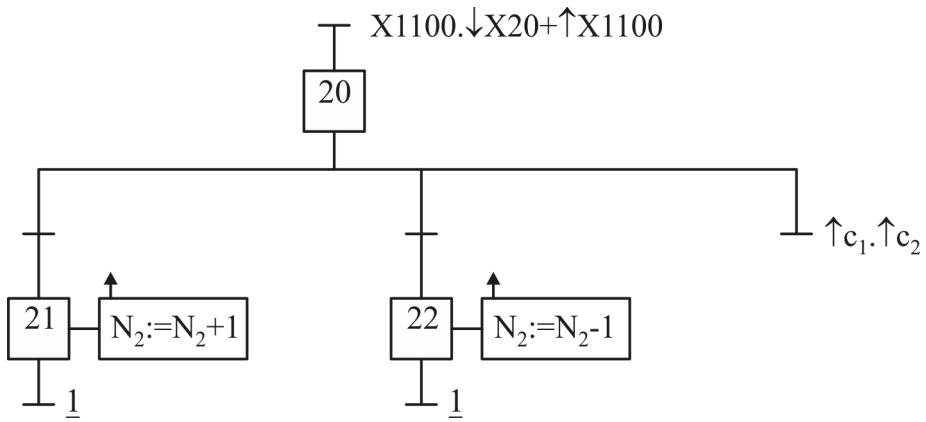 X1100.↓X20+↑X1100
20
↑c₁.↑c₂
21
N₂:=N₂+1
22
N₂:=N₂-1
1
1